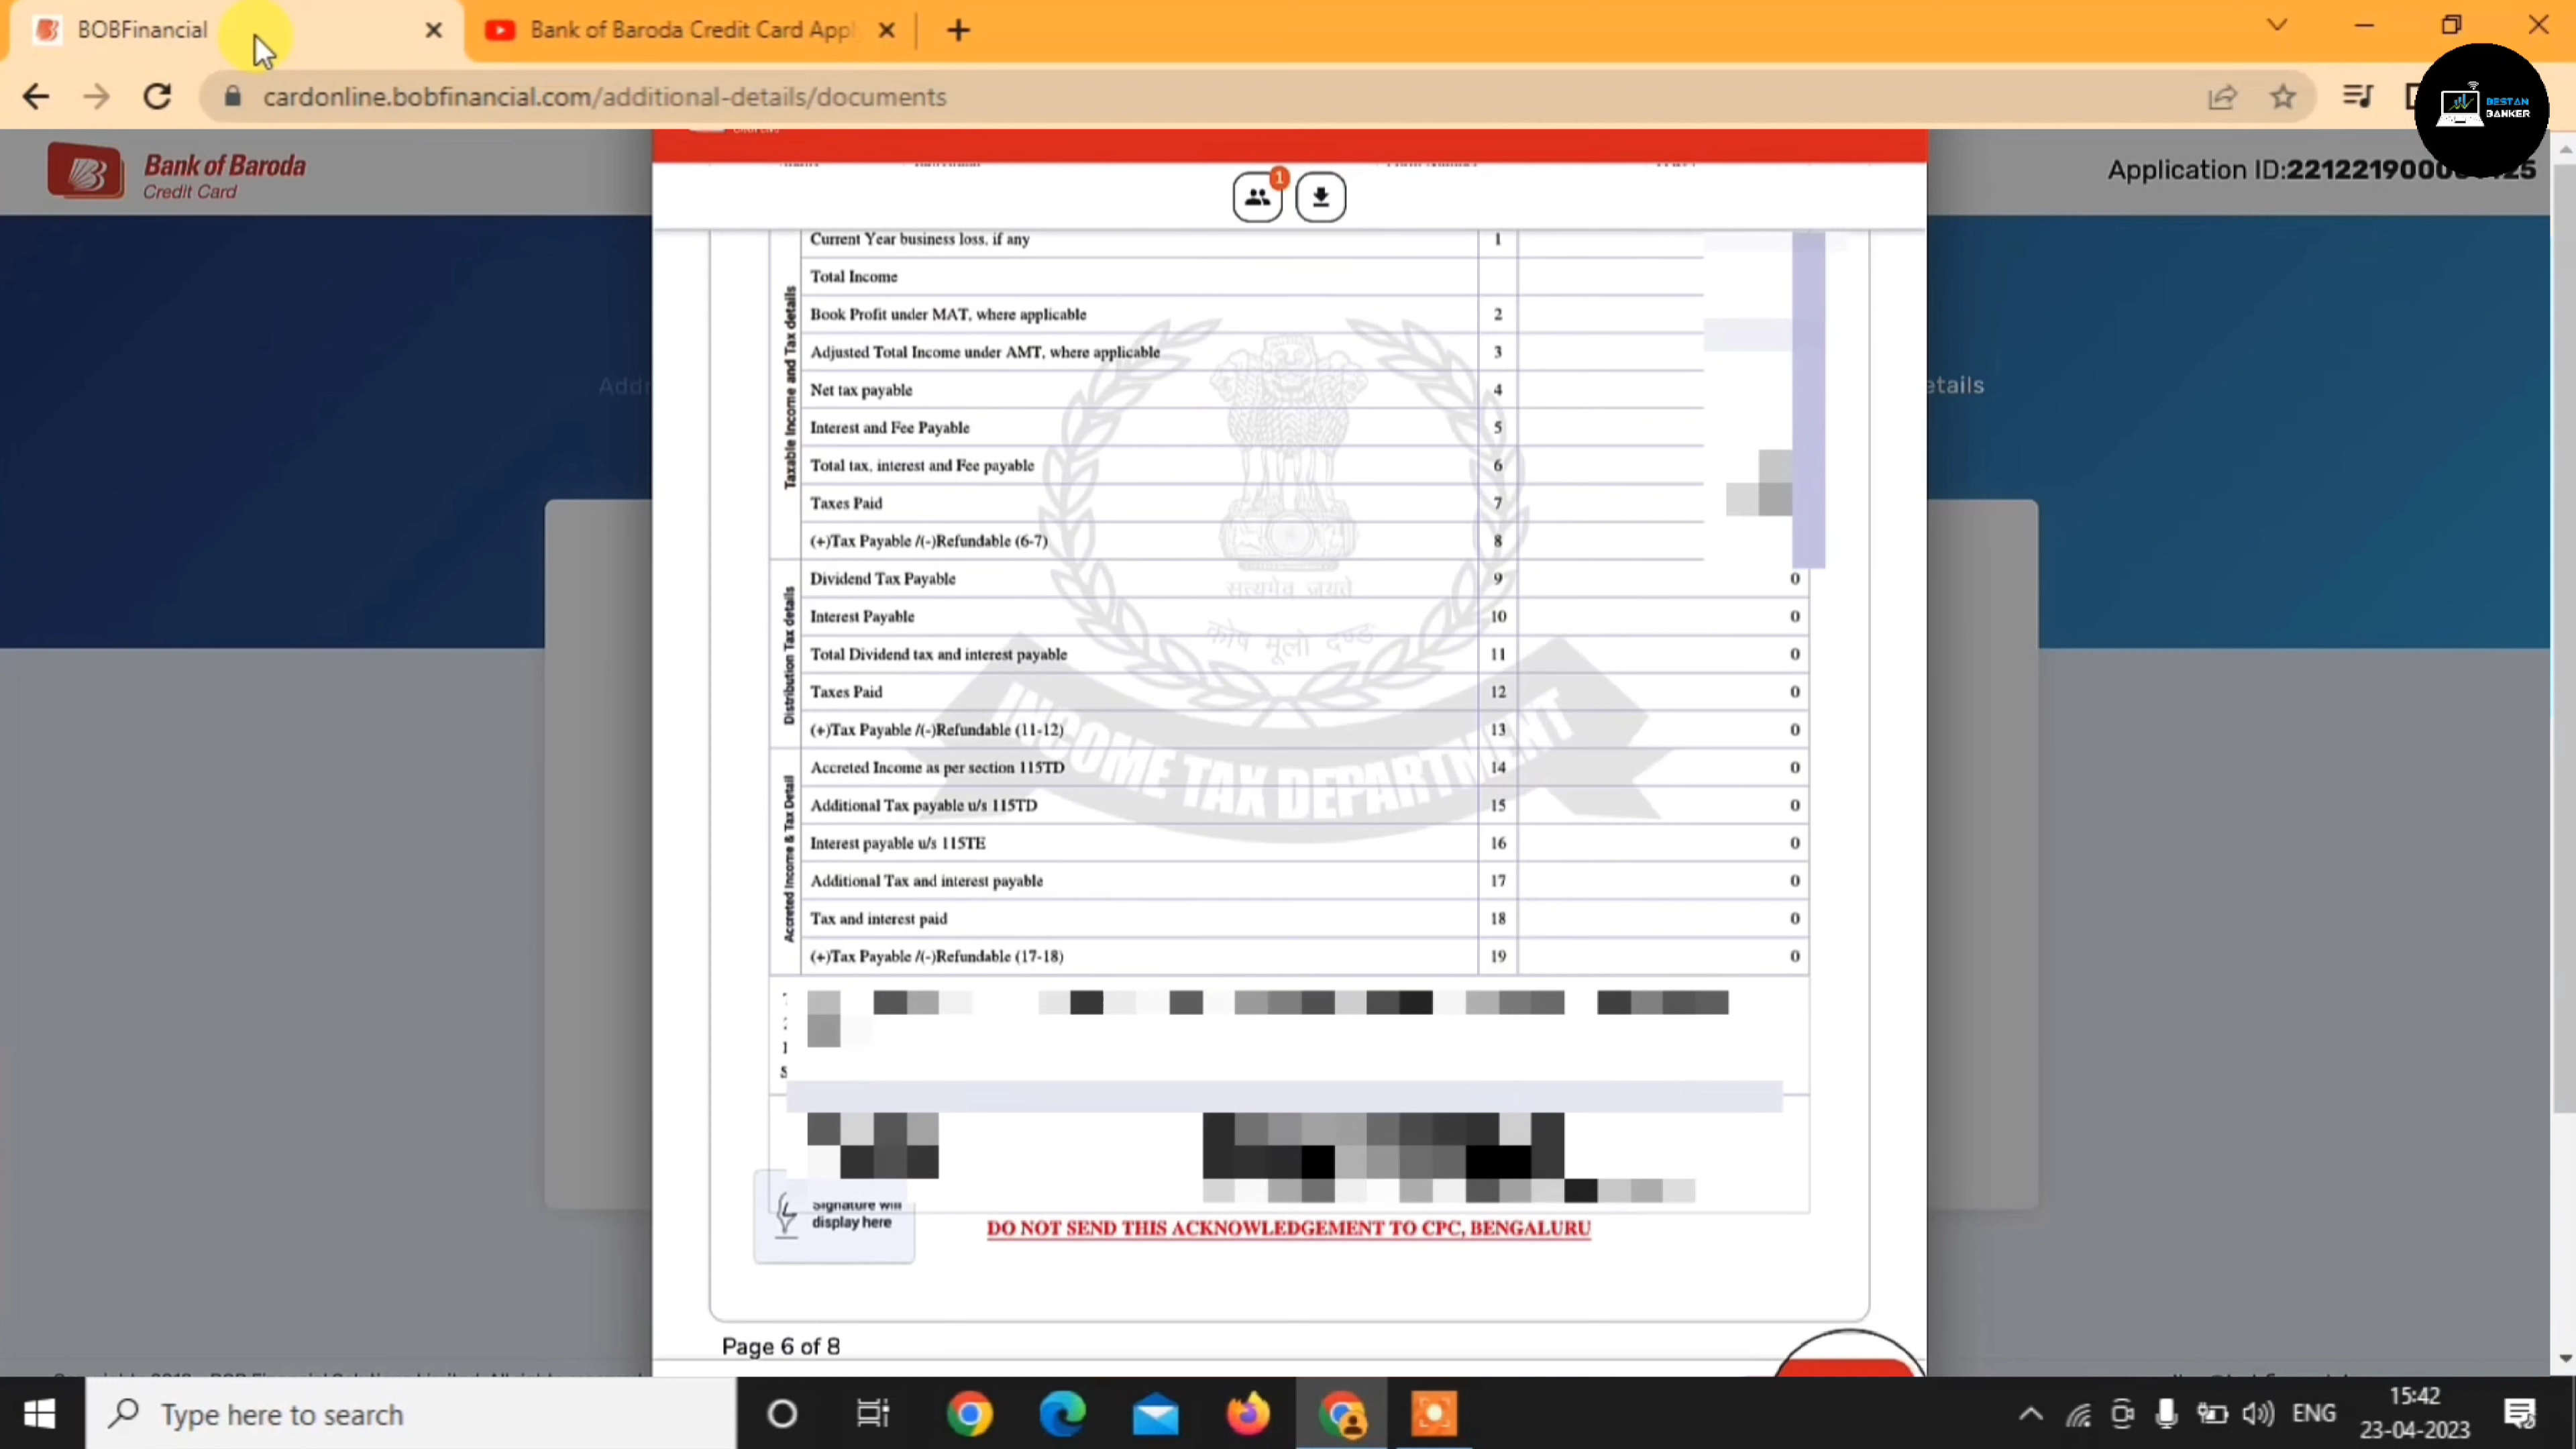 BOBFinancial
Bank of Baroda Credit Card Appl
cardonline.bobfinancial.com/additional-details/documents
BESTAN
BANKER
Bank of Baroda
Credit Card
Application ID:
1
etails
Taxable Income and Tax details
Current Year business loss, if any 1
Total Income
Book Profit under MAT, where applicable 2
Adjusted Total Income under AMT, where applicable 3
Net tax payable 4
Interest and Fee Payable 5
Total tax, interest and Fee payable 6
Taxes Paid 7
(+)Tax Payable /(-)Refundable (6-7) 8
Distribution Tax details
Dividend Tax Payable 9 0
Interest Payable 10 0
Total Dividend tax and interest payable 11 0
Taxes Paid 12 0
(+)Tax Payable /(-)Refundable (11-12) 13 0
Accreted Income & Tax Detail
Accreted Income as per section 115TD 14 0
Additional Tax payable u/s 115TD 15 0
Interest payable u/s 115TE 16 0
Additional Tax and interest payable 17 0
Tax and interest paid 18 0
(+)Tax Payable /(-)Refundable (17-18) 19 0
सत्यमेव जयते
कोष मूलो दण्डः
INCOME TAX DEPARTMENT
Signature will
display here
DO NOT SEND THIS ACKNOWLEDGEMENT TO CPC, BENGALURU
Page 6 of 8
Type here to search
ENG
15:42
23-04-2023